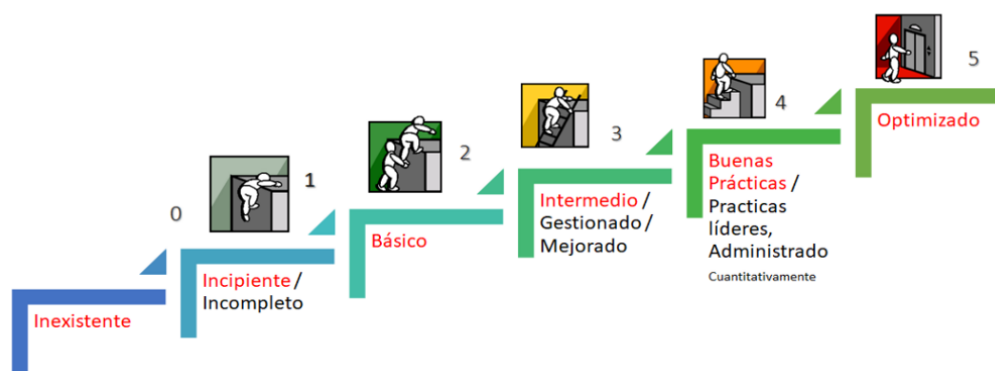 0
Inexistente
1
Incipiente /
Incompleto
2
Básico
3
Intermedio /
Gestionado /
Mejorado
4
Buenas
Prácticas /
Practicas
líderes,
Administrado
Cuantitativamente
5
Optimizado